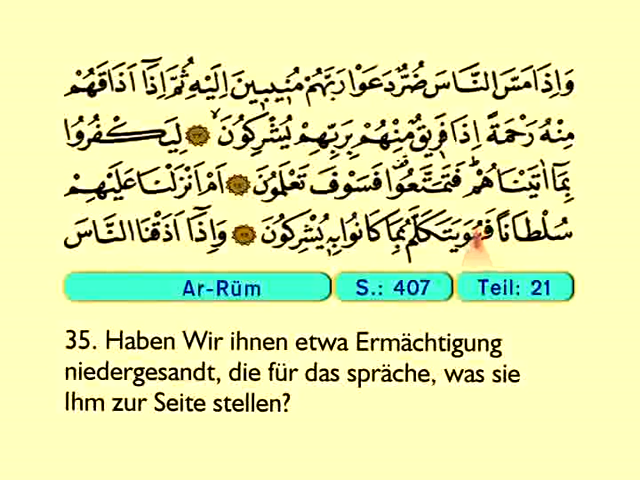 وَاِذَا مَسَّ النَّاسَ ضُرٌّ دَعَوْا رَبَّهُمْ مُنٖيبٖينَ اِلَيْهِ ثُمَّ اِذَٓا اَذَاقَهُمْ
مِنْهُ رَحْمَةً اِذَا فَرٖيقٌ مِنْهُمْ بِرَبِّهِمْ يُشْرِكُونَۙ لِيَكْفُرُوا
بِمَٓا اٰتَيْنَاهُمْؕ فَتَمَتَّعُوا۠ فَسَوْفَ تَعْلَمُونَ اَمْ اَنْزَلْنَا عَلَيْهِمْ
سُلْطَانًا فَهُوَ يَتَكَلَّمُ بِمَا كَانُوا بِهٖ يُشْرِكُونَ وَاِذَٓا اَذَقْنَا النَّاسَ
Ar-Rūm S.: 407 Teil: 21
35. Haben Wir ihnen etwa Ermächtigung
niedergesandt, die für das spräche, was sie
Ihm zur Seite stellen?